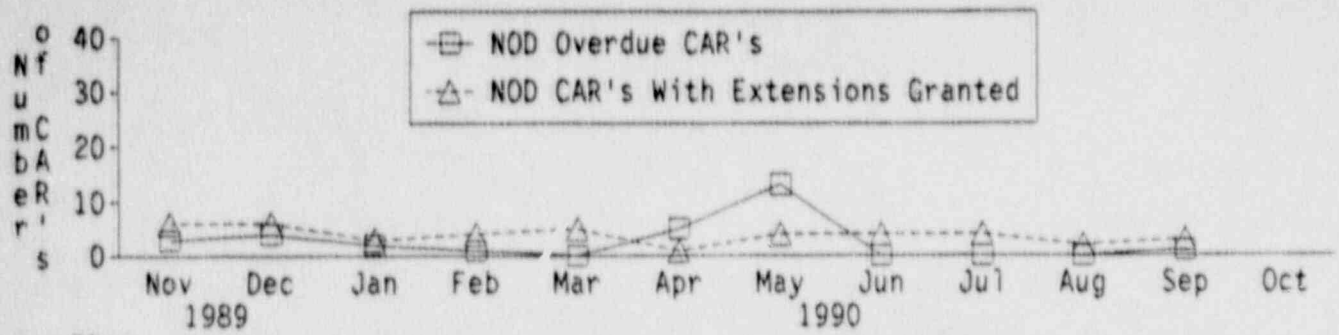 Number of CAR's
NOD Overdue CAR's
NOD CAR's With Extensions Granted
40
30
20
10
0
Nov Dec Jan Feb Mar Apr May Jun Jul Aug Sep Oct
1989 1990